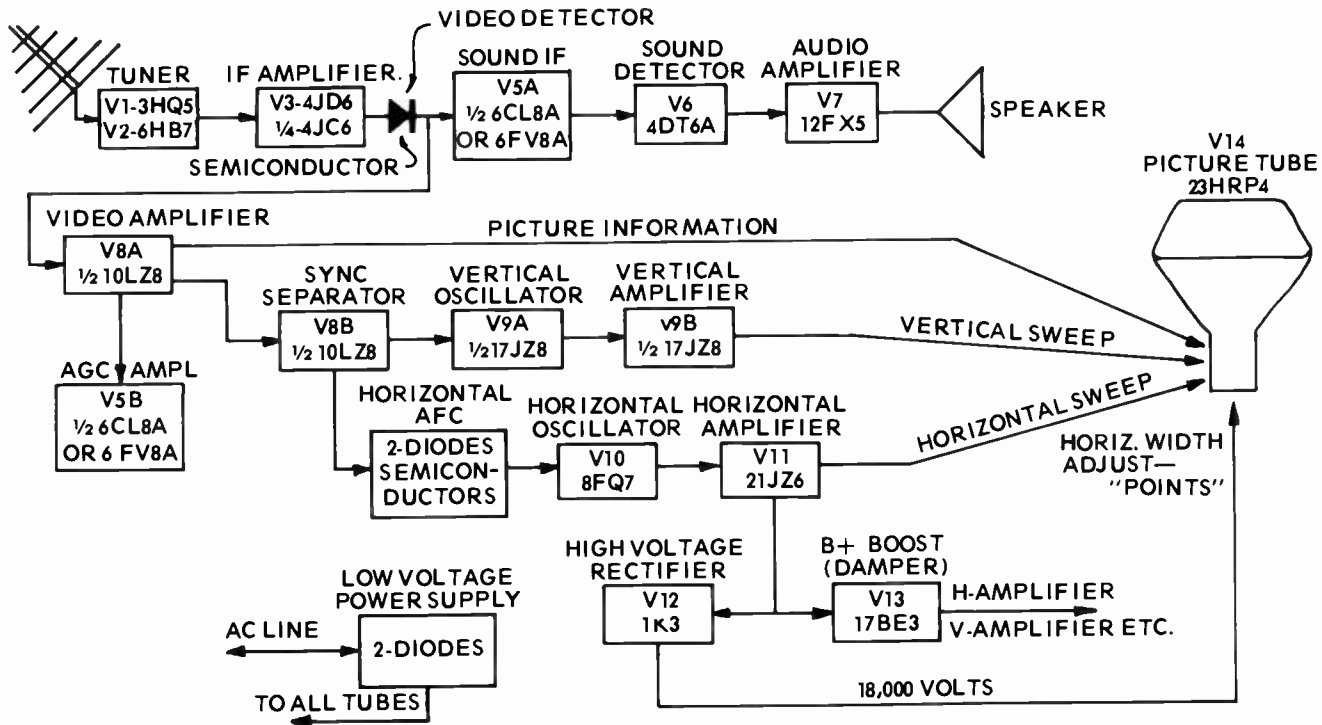 VIDEO DETECTOR
TUNER
V1-3HQ5
V2-6HB7
IF AMPLIFIER.
V3-4JD6
¼-4JC6
SEMICONDUCTOR
SOUND IF
V5A
½ 6CL8A
OR 6FV8A
SOUND
DETECTOR
V6
4DT6A
AUDIO
AMPLIFIER
V7
12FX5
SPEAKER
V14
PICTURE TUBE
23HRP4
VIDEO AMPLIFIER
V8A
½ 10LZ8
PICTURE INFORMATION
SYNC
SEPARATOR
V8B
½ 10LZ8
VERTICAL
OSCILLATOR
V9A
½ 17JZ8
VERTICAL
AMPLIFIER
v9B
½ 17JZ8
VERTICAL SWEEP
AGC AMPL
V5B
½ 6CL8A
OR 6 FV8A
HORIZONTAL
AFC
2-DIODES
SEMICON-
DUCTORS
HORIZONTAL
OSCILLATOR
V10
8FQ7
HORIZONTAL
AMPLIFIER
V11
21JZ6
HORIZONTAL SWEEP
HORIZ. WIDTH
ADJUST—
"POINTS"
HIGH VOLTAGE
RECTIFIER
V12
1K3
B+ BOOST
(DAMPER)
V13
17BE3
H-AMPLIFIER
V-AMPLIFIER ETC.
LOW VOLTAGE
POWER SUPPLY
2-DIODES
AC LINE
TO ALL TUBES
18,000 VOLTS